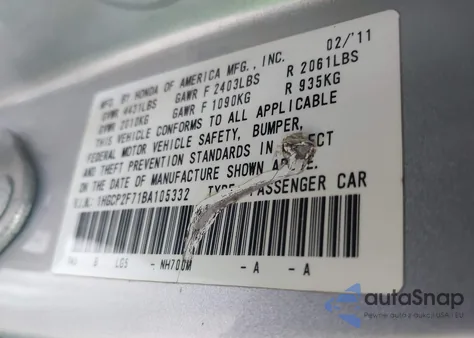 MFG. BY HONDA OF AMERICA MFG., INC. 02/'11
GVWR 4431LBS GAWR F 2403LBS R 2061LBS
GVWR 2010KG GAWR F 1090KG R 935KG
THIS VEHICLE CONFORMS TO ALL APPLICABLE
FEDERAL MOTOR VEHICLE SAFETY, BUMPER,
AND THEFT PREVENTION STANDARDS IN
ON THE DATE OF MANUFACTURE SHOWN
V.I.N.: 1HGCP2F71BA105332 TYPE: PASSENGER CAR
LGS - NH700M - A - A
autoSnap